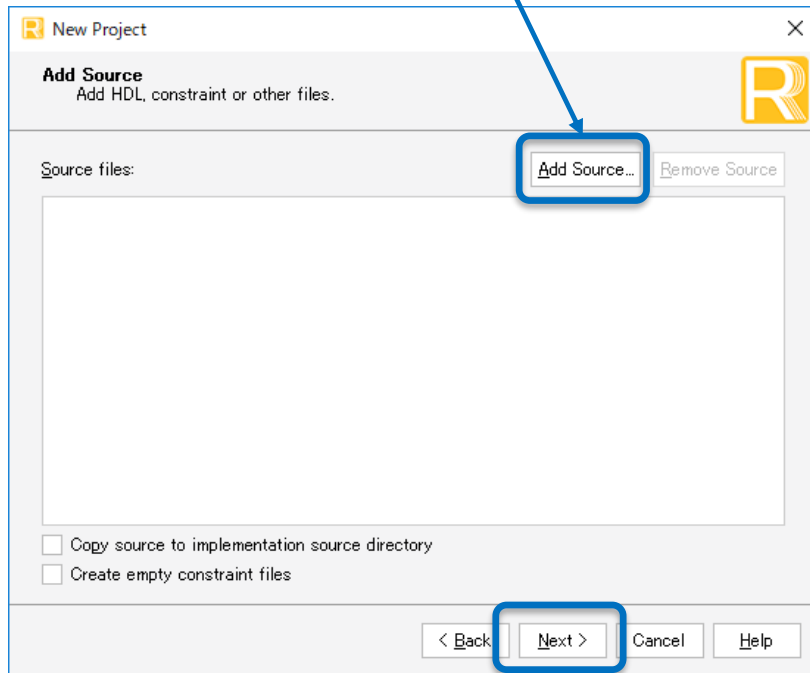 New Project
Add Source
Add HDL, constraint or other files.
Source files:
Add Source...
Remove Source
Copy source to implementation source directory
Create empty constraint files
< Back
Next >
Cancel
Help